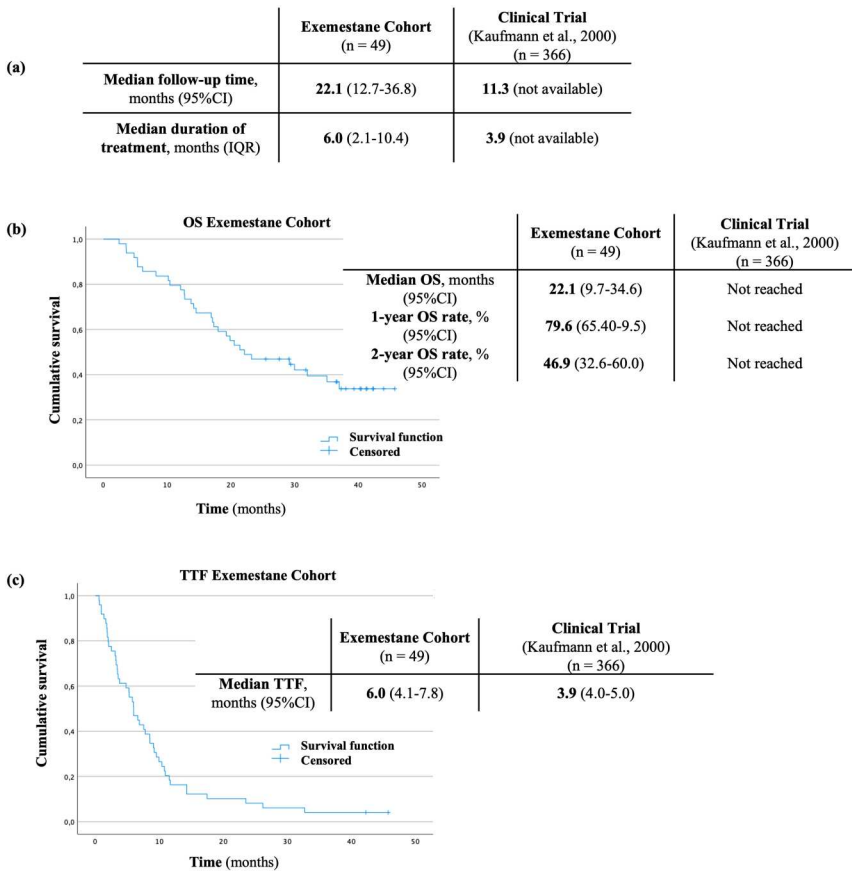 (a)
Exemestane Cohort
(n = 49)
Clinical Trial
(Kaufmann et al., 2000)
(n = 366)
Median follow-up time,
months (95%CI)
22.1 (12.7-36.8)
11.3 (not available)
Median duration of
treatment, months (IQR)
6.0 (2.1-10.4)
3.9 (not available)
(b)
OS Exemestane Cohort
Cumulative survival
1,0
0,8
0,6
0,4
0,2
0,0
0
10
20
30
40
50
Time (months)
Survival function
Censored
Exemestane Cohort
(n = 49)
Clinical Trial
(Kaufmann et al., 2000)
(n = 366)
Median OS, months
(95%CI)
22.1 (9.7-34.6)
Not reached
1-year OS rate, %
(95%CI)
79.6 (65.40-9.5)
Not reached
2-year OS rate, %
(95%CI)
46.9 (32.6-60.0)
Not reached
(c)
TTF Exemestane Cohort
Cumulative survival
1,0
0,8
0,6
0,4
0,2
0,0
0
10
20
30
40
50
Time (months)
Survival function
Censored
Exemestane Cohort
(n = 49)
Clinical Trial
(Kaufmann et al., 2000)
(n = 366)
Median TTF,
months (95%CI)
6.0 (4.1-7.8)
3.9 (4.0-5.0)